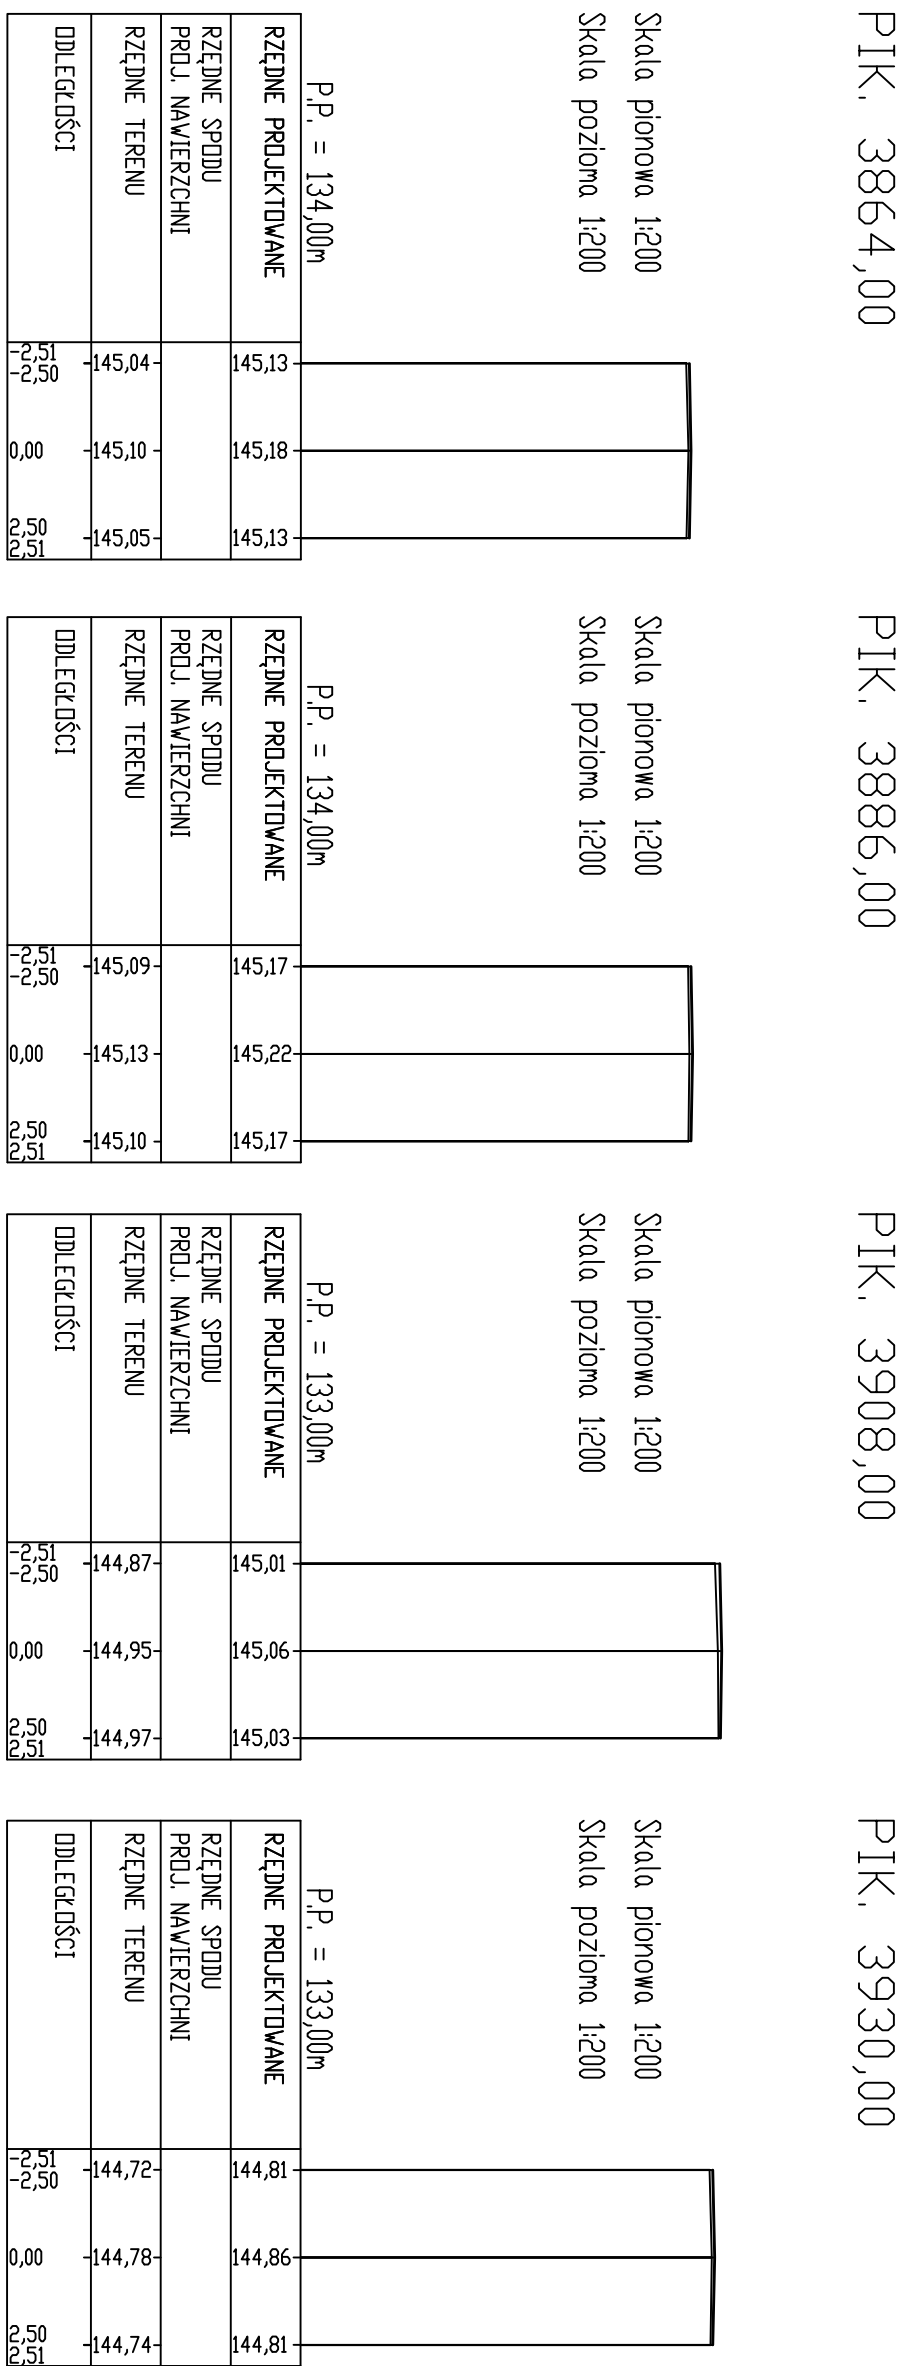 PIK. 3864,00
Skala pionowa 1:200
Skala pozioma 1:200
P.P. = 134,00m
RZĘDNE PROJEKTOWANE
145,13 145,18 145,13
RZĘDNE SPODU
PROJ. NAWIERZCHNI
RZĘDNE TERENU
145,04 145,10 145,05
ODLEGŁOŚCI
-2,51 -2,50 0,00 2,50 2,51
PIK. 3886,00
Skala pionowa 1:200
Skala pozioma 1:200
P.P. = 134,00m
RZĘDNE PROJEKTOWANE
145,17 145,22 145,17
RZĘDNE SPODU
PROJ. NAWIERZCHNI
RZĘDNE TERENU
145,09 145,13 145,10
ODLEGŁOŚCI
-2,51 -2,50 0,00 2,50 2,51
PIK. 3908,00
Skala pionowa 1:200
Skala pozioma 1:200
P.P. = 133,00m
RZĘDNE PROJEKTOWANE
145,01 145,06 145,03
RZĘDNE SPODU
PROJ. NAWIERZCHNI
RZĘDNE TERENU
144,87 144,95 144,97
ODLEGŁOŚCI
-2,51 -2,50 0,00 2,50 2,51
PIK. 3930,00
Skala pionowa 1:200
Skala pozioma 1:200
P.P. = 133,00m
RZĘDNE PROJEKTOWANE
144,81 144,86 144,81
RZĘDNE SPODU
PROJ. NAWIERZCHNI
RZĘDNE TERENU
144,72 144,78 144,74
ODLEGŁOŚCI
-2,51 -2,50 0,00 2,50 2,51